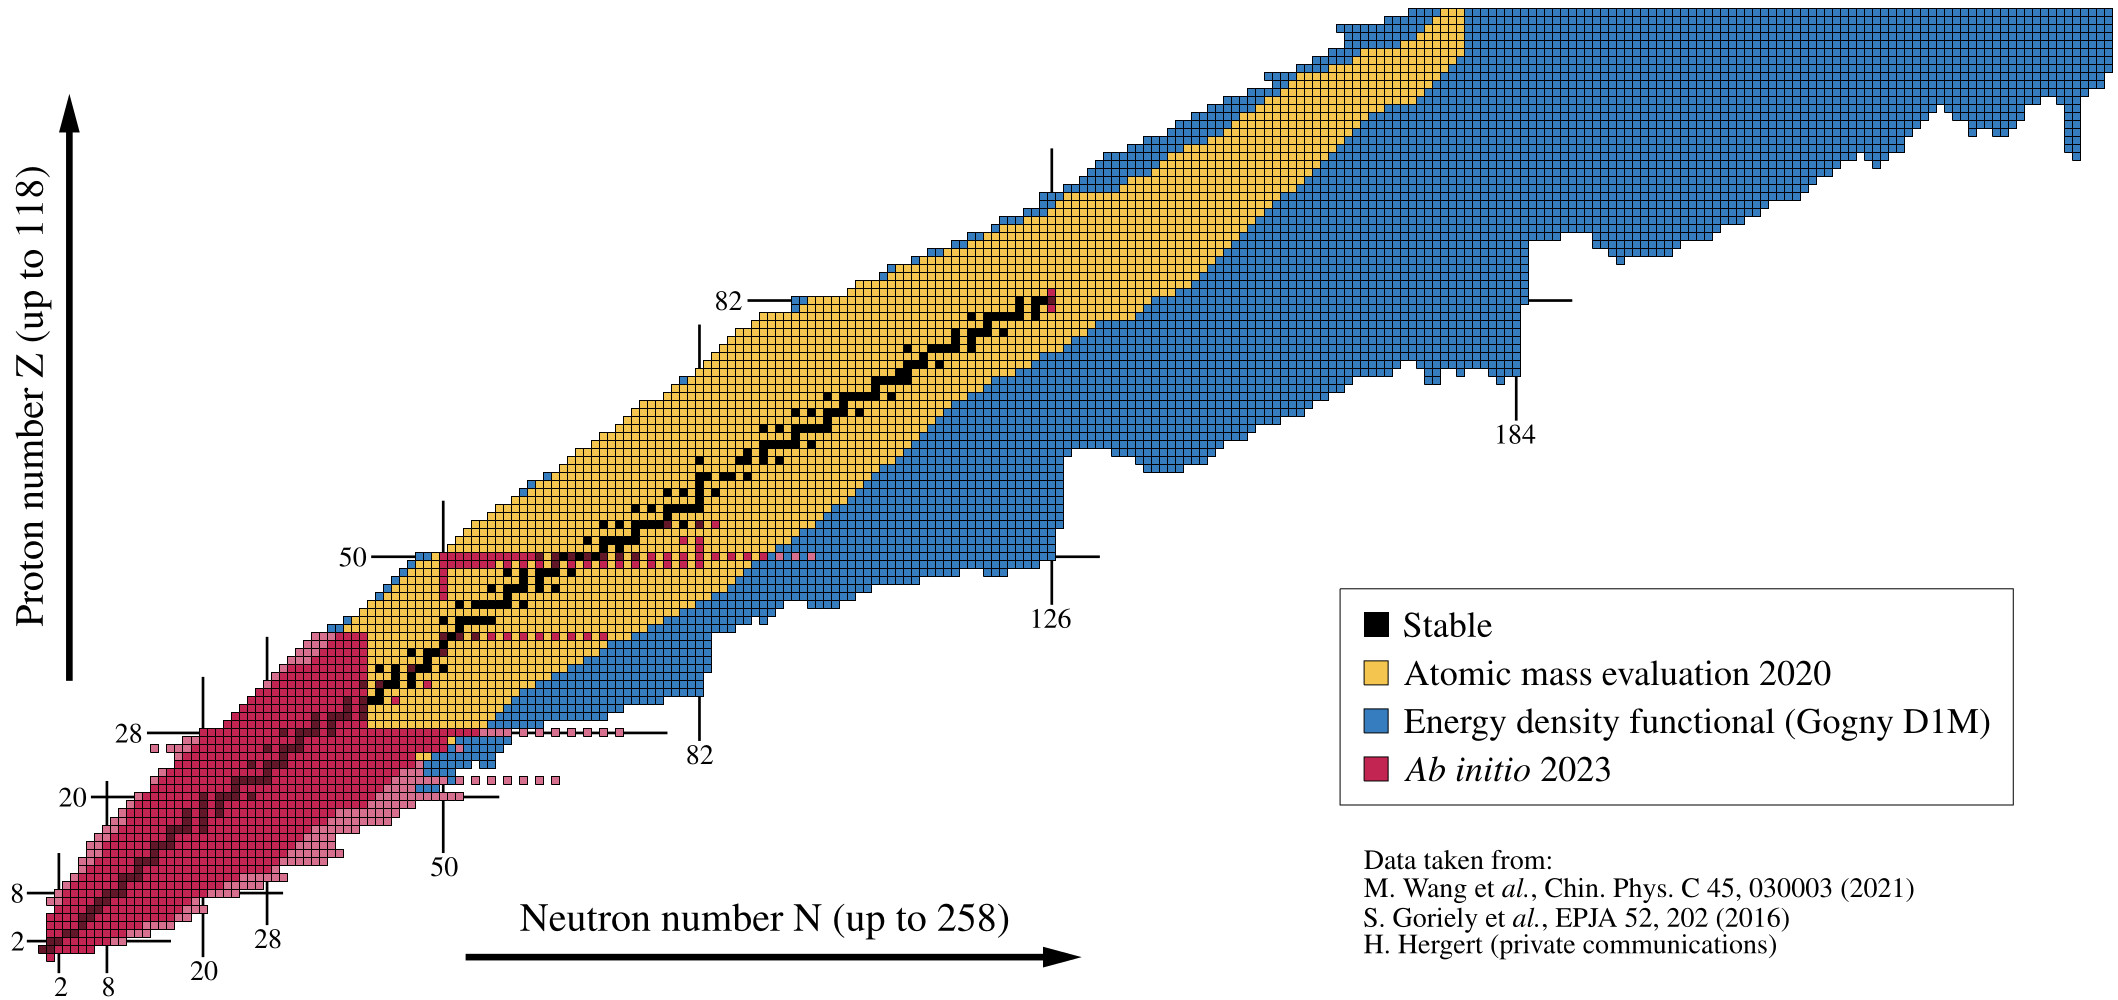 Proton number Z (up to 118)
82
184
50
126
28
82
20
50
8
28
2
20
2
8
Neutron number N (up to 258)
Stable
Atomic mass evaluation 2020
Energy density functional (Gogny D1M)
Ab initio 2023
Data taken from:
M. Wang et al., Chin. Phys. C 45, 030003 (2021)
S. Goriely et al., EPJA 52, 202 (2016)
H. Hergert (private communications)